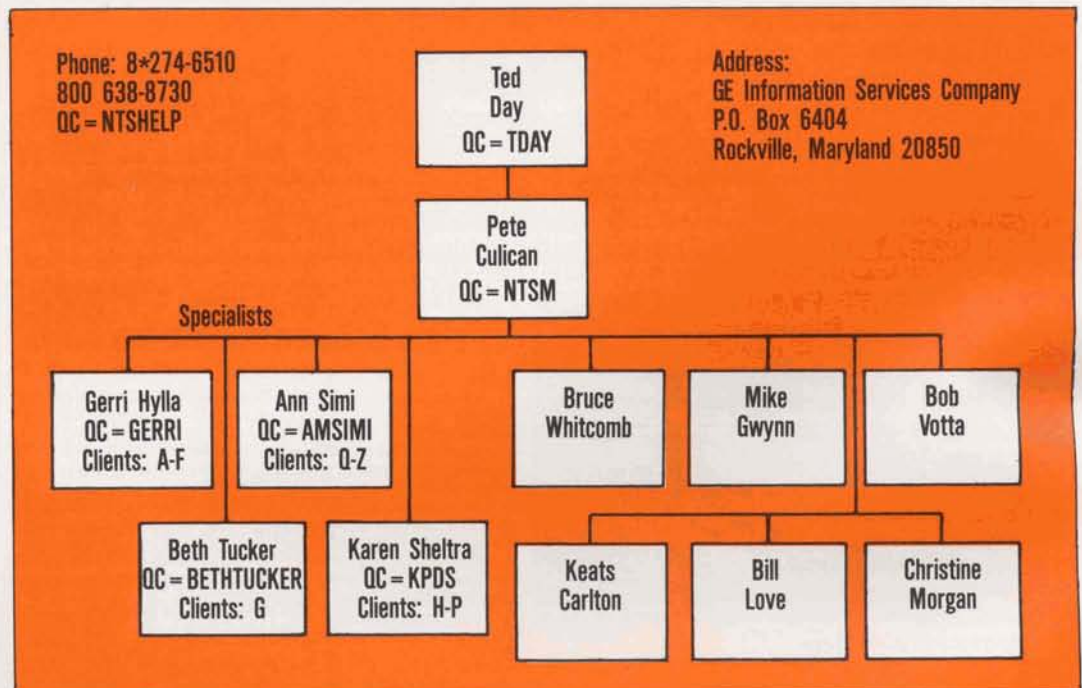 Phone: 8*274-6510
800 638-8730
QC = NTSHELP
Ted
Day
QC = TDAY
Address:
GE Information Services Company
P.O. Box 6404
Rockville, Maryland 20850
Pete
Culican
QC = NTSM
Specialists
Gerri Hylla
QC = GERRI
Clients: A-F
Ann Simi
QC = AMSIMI
Clients: Q-Z
Bruce
Whitcomb
Mike
Gwynn
Bob
Votta
Beth Tucker
QC = BETHTUCKER
Clients: G
Karen Sheltra
QC = KPDS
Clients: H-P
Keats
Carlton
Bill
Love
Christine
Morgan